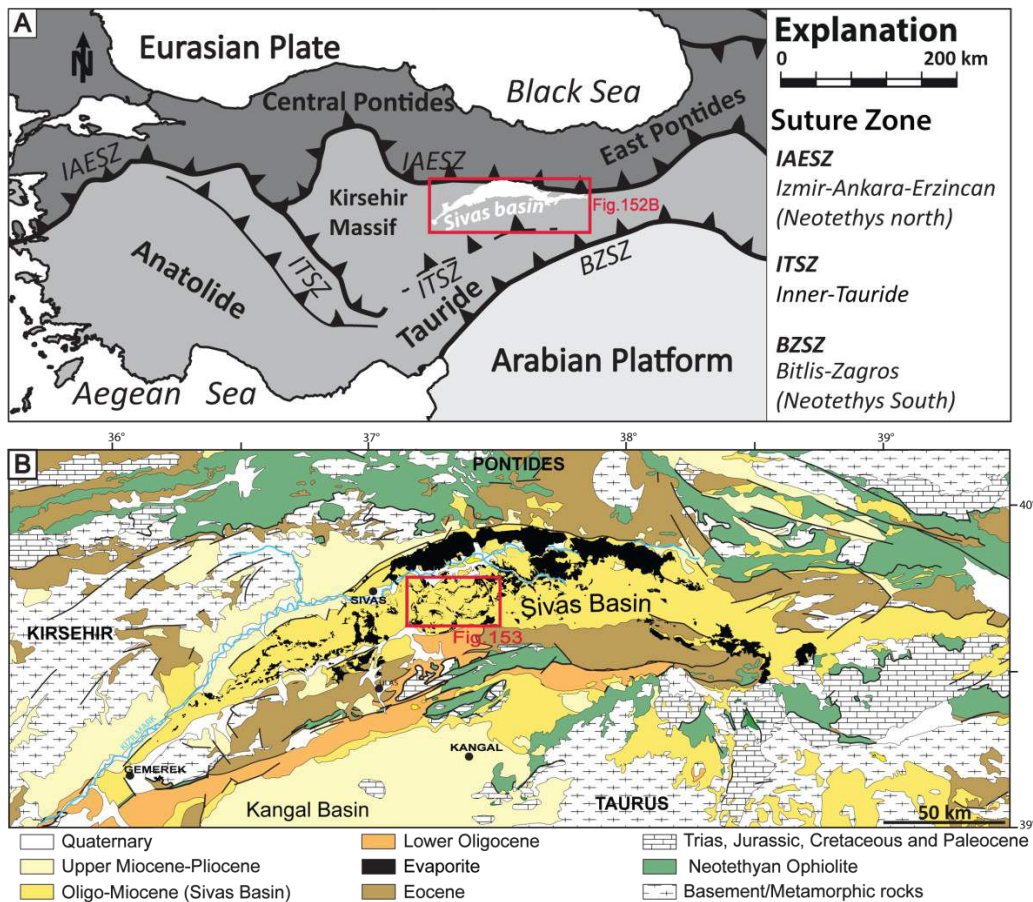 A
N
Eurasian Plate
Black Sea
Central Pontides
East Pontides
IAESZ
IAESZ
Kirsehir
Massif
Sivas basin
Fig.152B
Anatolide
ITSZ
ITSZ
BZSZ
Tauride
Arabian Platform
Aegean Sea
Explanation
0 200 km
Suture Zone
IAESZ
Izmir-Ankara-Erzincan
(Neotethys north)
ITSZ
Inner-Tauride
BZSZ
Bitlis-Zagros
(Neotethys South)
36° 37° 38° 39°
B
PONTIDES
40°
SIVAS
Sivas Basin
KIRSEHIR
Fig 153
ULAS
KIZILIRMAK
KANGAL
GEMEREK
Kangal Basin
TAURUS
50 km
39°
Quaternary
Upper Miocene-Pliocene
Oligo-Miocene (Sivas Basin)
Lower Oligocene
Evaporite
Eocene
Trias, Jurassic, Cretaceous and Paleocene
Neotethyan Ophiolite
Basement/Metamorphic rocks